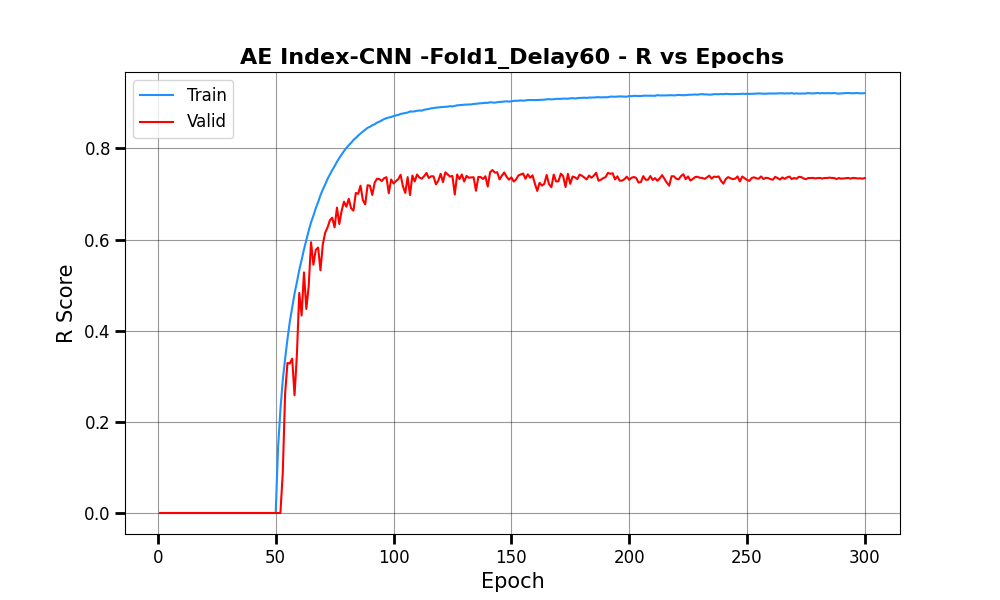 AE Index-CNN -Fold1_Delay60 - R vs Epochs
Train
Valid
0.8
0.6
0.4
0.2
0.0
R Score
0 50 100 150 200 250 300
Epoch